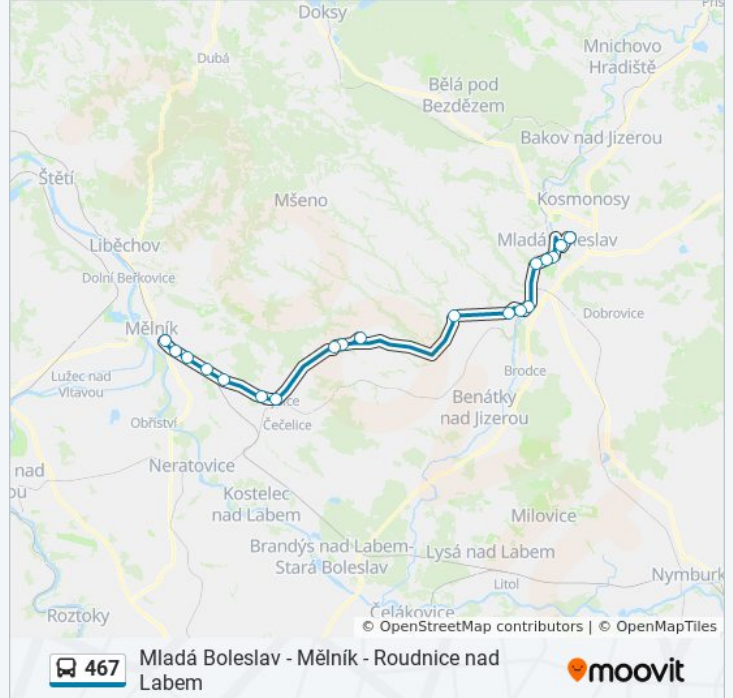 Doksy
Mnichovo
Hradiště
Dubá
Bělá pod
Bezdězem
Bakov nad Jizerou
Štětí
Mšeno
Kosmonosy
Liběchov
Mladá Boleslav
Dolní Beřkovice
Dobrovice
Mělník
Lužec nad
Vltavou
Brodce
Benátky
nad Jizerou
Čečelice
Obříství
nad
Neratovice
Kostelec
nad Labem
Milovice
Brandýs nad Labem-
Stará Boleslav
Lysá nad Labem
Litol
Nymburk
Roztoky
Čelákovice
© OpenStreetMap contributors | © OpenMapTiles
467
Mladá Boleslav - Mělník - Roudnice nad
Labem
moovit